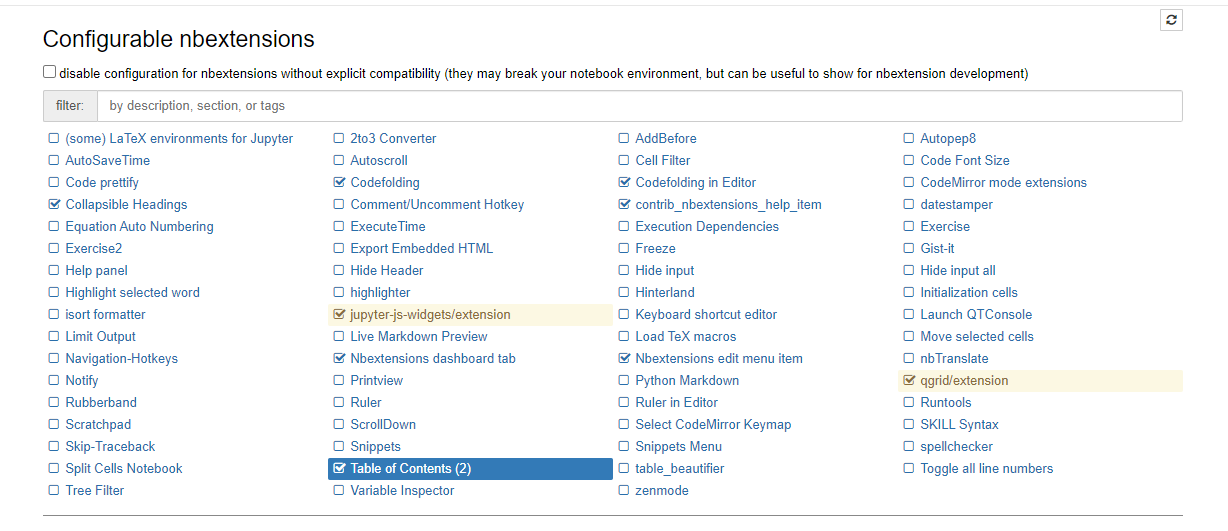 Configurable nbextensions
disable configuration for nbextensions without explicit compatibility (they may break your notebook environment, but can be useful to show for nbextension development)
filter: by description, section, or tags
(some) LaTeX environments for Jupyter 2to3 Converter AddBefore Autopep8
AutoSaveTime Autoscroll Cell Filter Code Font Size
Code prettify Codefolding Codefolding in Editor CodeMirror mode extensions
Collapsible Headings Comment/Uncomment Hotkey contrib_nbextensions_help_item datestamper
Equation Auto Numbering ExecuteTime Execution Dependencies Exercise
Exercise2 Export Embedded HTML Freeze Gist-it
Help panel Hide Header Hide input Hide input all
Highlight selected word highlighter Hinterland Initialization cells
isort formatter jupyter-js-widgets/extension Keyboard shortcut editor Launch QTConsole
Limit Output Live Markdown Preview Load TeX macros Move selected cells
Navigation-Hotkeys Nbextensions dashboard tab Nbextensions edit menu item nbTranslate
Notify Printview Python Markdown qgrid/extension
Rubberband Ruler Ruler in Editor Runtools
Scratchpad ScrollDown Select CodeMirror Keymap SKILL Syntax
Skip-Traceback Snippets Snippets Menu spellchecker
Split Cells Notebook Table of Contents (2) table_beautifier Toggle all line numbers
Tree Filter Variable Inspector zenmode